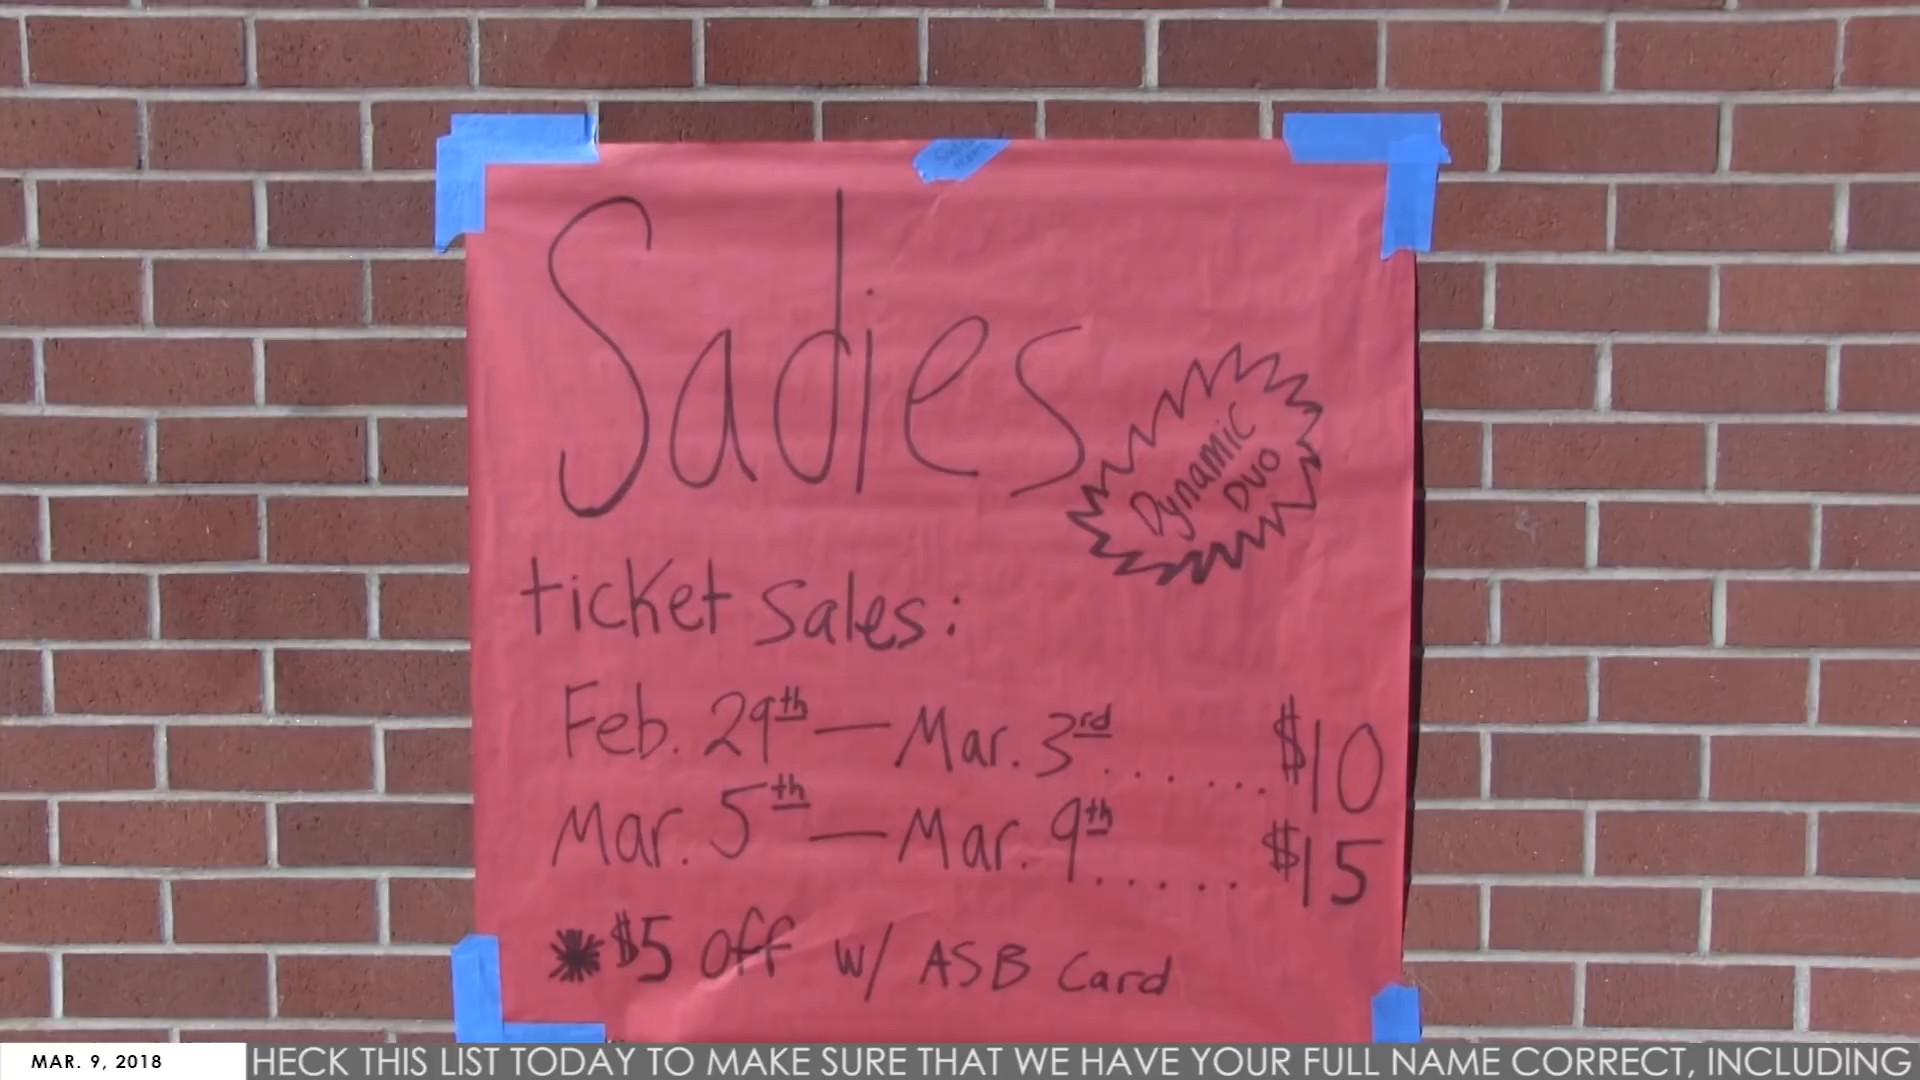 Sadies
Dynamic
DUO
ticket sales:
Feb. 29th — Mar. 3rd ...... $10
Mar. 5th — Mar. 9th ..... $15
*$5 off w/ ASB Card
MAR. 9, 2018
HECK THIS LIST TODAY TO MAKE SURE THAT WE HAVE YOUR FULL NAME CORRECT, INCLUDING